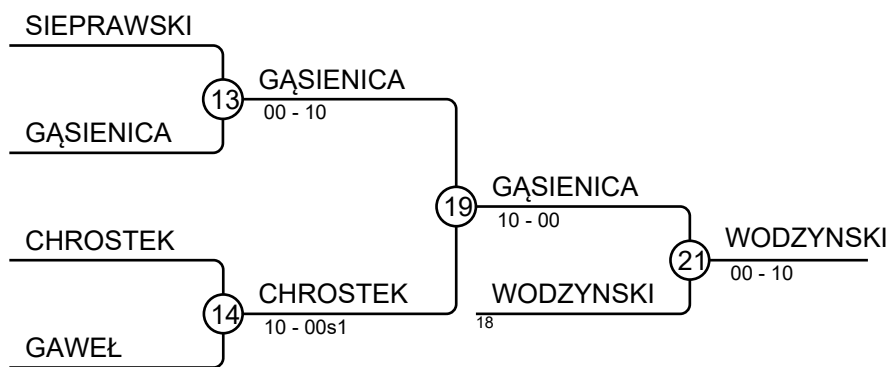 SIEPRAWSKI
13
GĄSIENICA
00 - 10
GĄSIENICA
19
GĄSIENICA
10 - 00
CHROSTEK
14
CHROSTEK
10 - 00s1
GAWEŁ
WODZYNSKI
18
21
WODZYNSKI
00 - 10